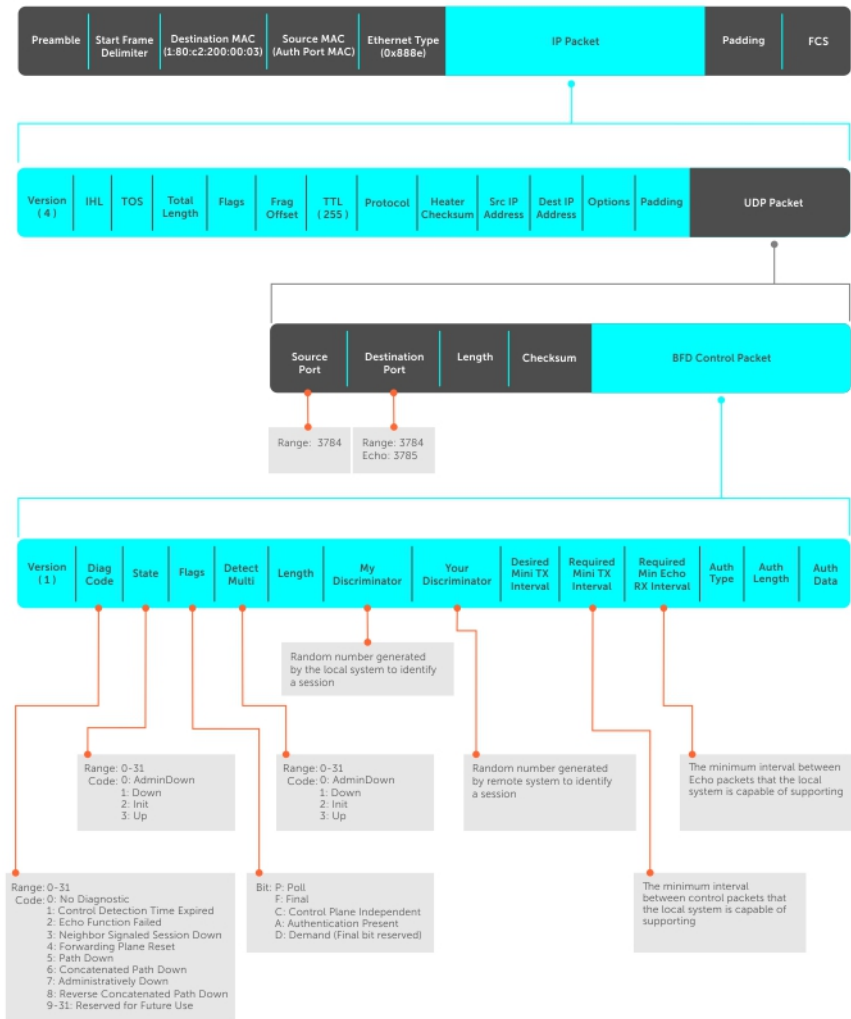 Preamble
Start Frame
Delimiter
Destination MAC
(1:80:c2:200:00:03)
Source MAC
(Auth Port MAC)
Ethernet Type
(0x888e)
IP Packet
Padding
FCS
Version
(4)
IHL
TOS
Total
Length
Flags
Frag
Offset
TTL
(255)
Protocol
Heater
Checksum
Src IP
Address
Dest IP
Address
Options
Padding
UDP Packet
Source
Port
Destination
Port
Length
Checksum
BFD Control Packet
Range: 3784
Range: 3784
Echo: 3785
Version
(1)
Diag
Code
State
Flags
Detect
Multi
Length
My
Discriminator
Your
Discriminator
Desired
Mini TX
Interval
Required
Mini TX
Interval
Required
Min Echo
RX Interval
Auth
Type
Auth
Length
Auth
Data
Random number generated
by the local system to identify
a session
Range: 0-31
Code: 0: AdminDown
1: Down
2: Init
3: Up
Range: 0-31
Code: 0: AdminDown
1: Down
2: Init
3: Up
Random number generated
by remote system to identify
a session
The minimum interval between
Echo packets that the local
system is capable of supporting
Range: 0-31
Code: 0: No Diagnostic
1: Control Detection Time Expired
2: Echo Function Failed
3: Neighbor Signaled Session Down
4: Forwarding Plane Reset
5: Path Down
6: Concatenated Path Down
7: Administratively Down
8: Reverse Concatenated Path Down
9-31: Reserved for Future Use
Bit: P: Poll
F: Final
C: Control Plane Independent
A: Authentication Present
D: Demand (Final bit reserved)
The minimum interval
between control packets that
the local system is capable of
supporting